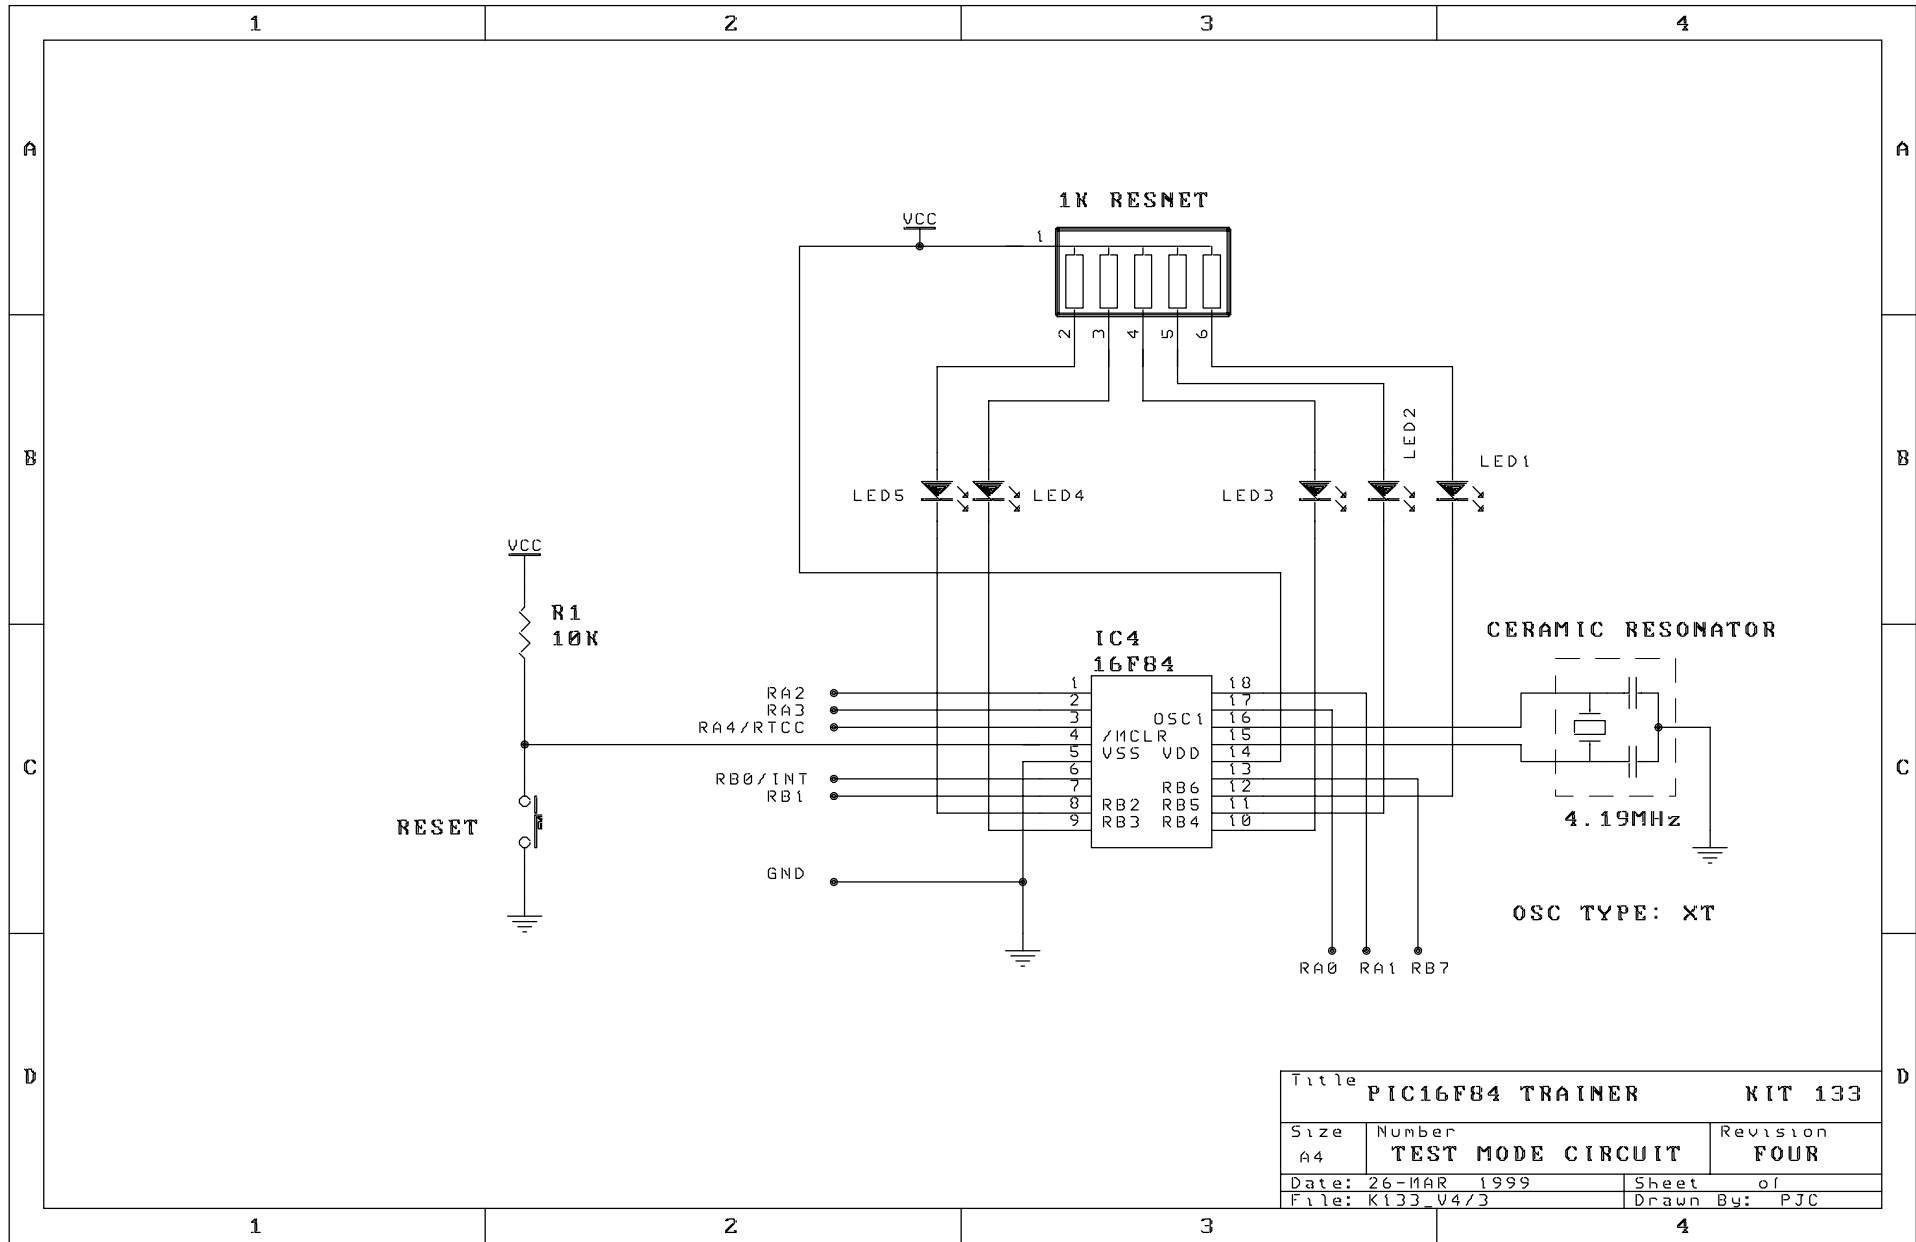 1 2 3 4
A A
1K RESNET
VCC
1
2 3 4 5 6
B B
LED2
LED1
LED5 LED4 LED3
VCC
R1
10K
IC4
16F84
CERAMIC RESONATOR
RA2 1 18
RA3 2 17
RA4/RTCC 3 OSC1 16
4 /MCLR 15
5 VSS VDD 14
RB0/INT 6 13
RB1 7 RB6 12
8 RB2 RB5 11
9 RB3 RB4 10
C C
RESET
4.19MHz
GND
OSC TYPE: XT
RA0 RA1 RB7
D D
Title PIC16F84 TRAINER KIT 133
Size Number Revision
A4 TEST MODE CIRCUIT FOUR
Date: 26-MAR 1999 Sheet of
File: K133_V4/3 Drawn By: PJC
1 2 3 4